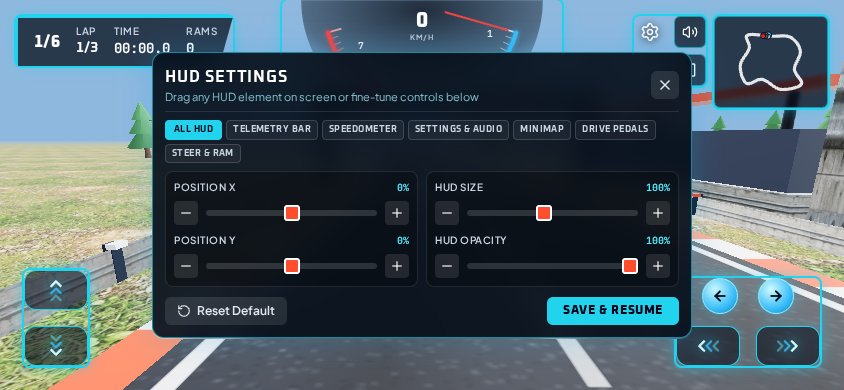 1/6
LAP
1/3
TIME
00:00.0
RAMS
0
0
KM/H
7
1
HUD SETTINGS
Drag any HUD element on screen or fine-tune controls below
ALL HUD
TELEMETRY BAR
SPEEDOMETER
SETTINGS & AUDIO
MINIMAP
DRIVE PEDALS
STEER & RAM
POSITION X
0%
HUD SIZE
100%
POSITION Y
0%
HUD OPACITY
100%
Reset Default
SAVE & RESUME